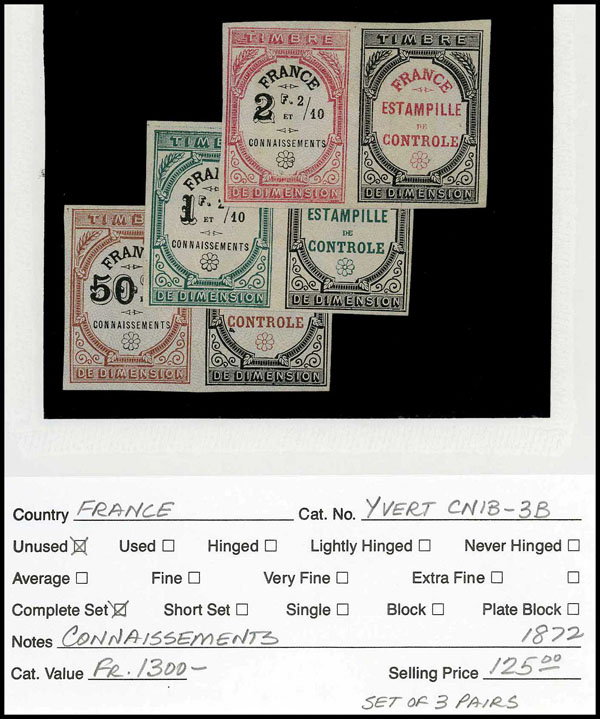 TIMBRE
FRANCE
2 F. 2/10
ET
CONNAISSEMENTS
DE DIMENSION
TIMBRE
FRANCE
ESTAMPILLE
DE
CONTROLE
DE DIMENSION
TIMBRE
FRAN
1 F. 2
ET /10
CONNAISSEMENTS
DE DIMENSION
ESTAMPILLE
DE
CONTROLE
DE DIMENSION
TIMB
FRANC
50
CONNAISSEMENTS
DE DIMENSION
CONTROLE
DE DIMENSION
Country FRANCE Cat. No. YVERT CN1B-3B
Unused ☒ Used ☐ Hinged ☐ Lightly Hinged ☐ Never Hinged ☐
Average ☐ Fine ☐ Very Fine ☐ Extra Fine ☐ ☐
Complete Set ☒ Short Set ☐ Single ☐ Block ☐ Plate Block ☐
Notes CONNAISSEMENTS 1872
Cat. Value FR. 1300- Selling Price 125.00
SET OF 3 PAIRS